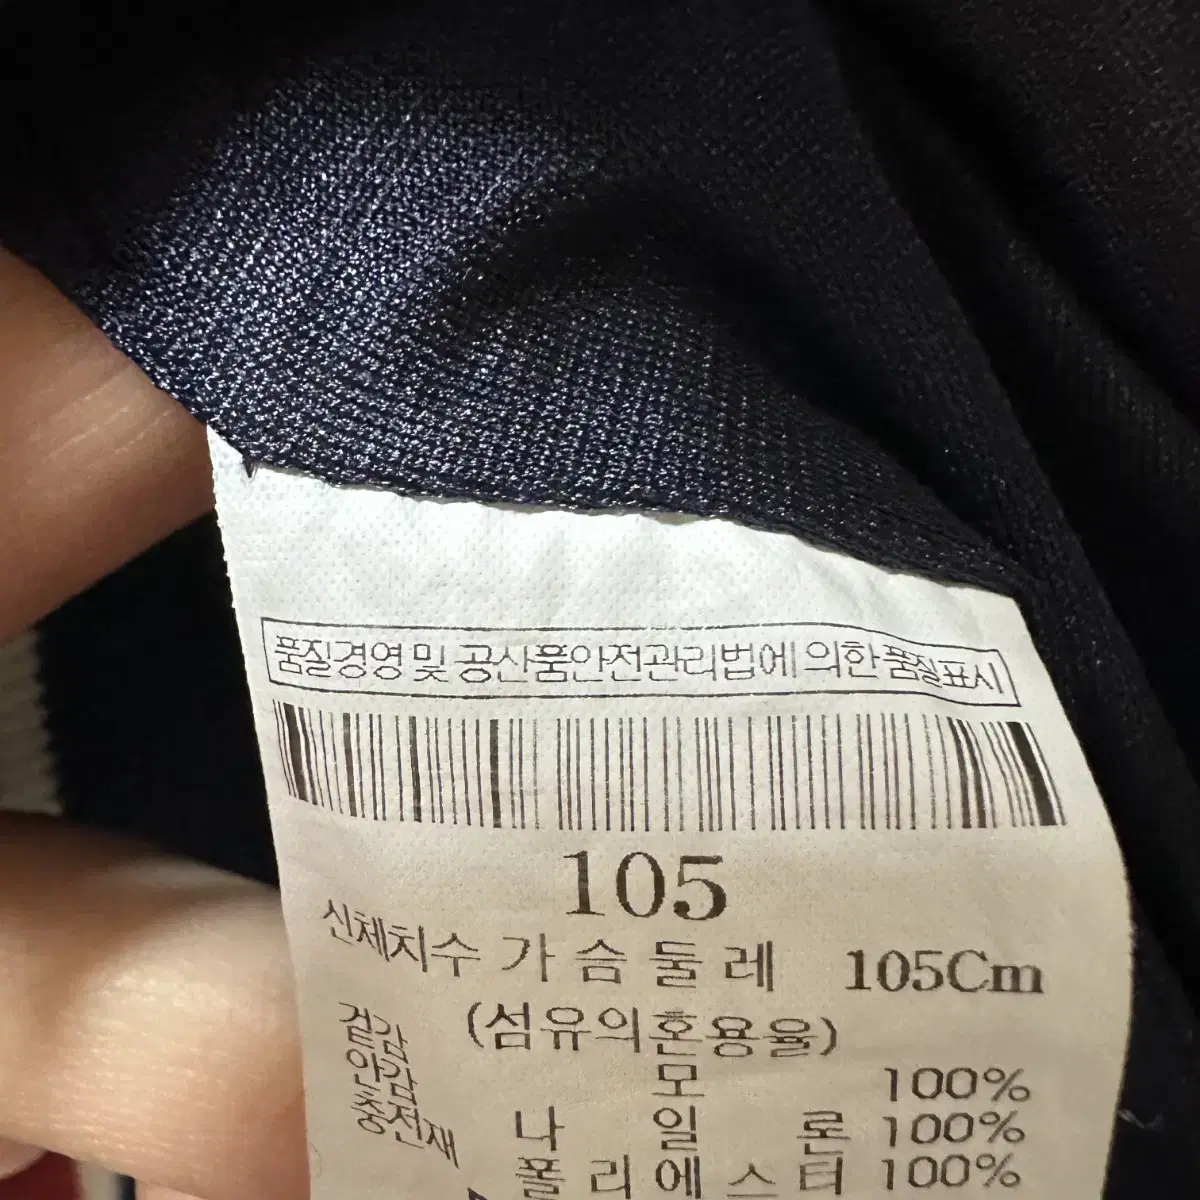 품질경영 및 공산품안전관리법에 의한 품질표시
105
신체치수 가 슴 둘 레 105Cm
(섬유의혼용율)
겉감 모 100%
안감 나 일 론 100%
충전재 폴 리 에 스 터 100%